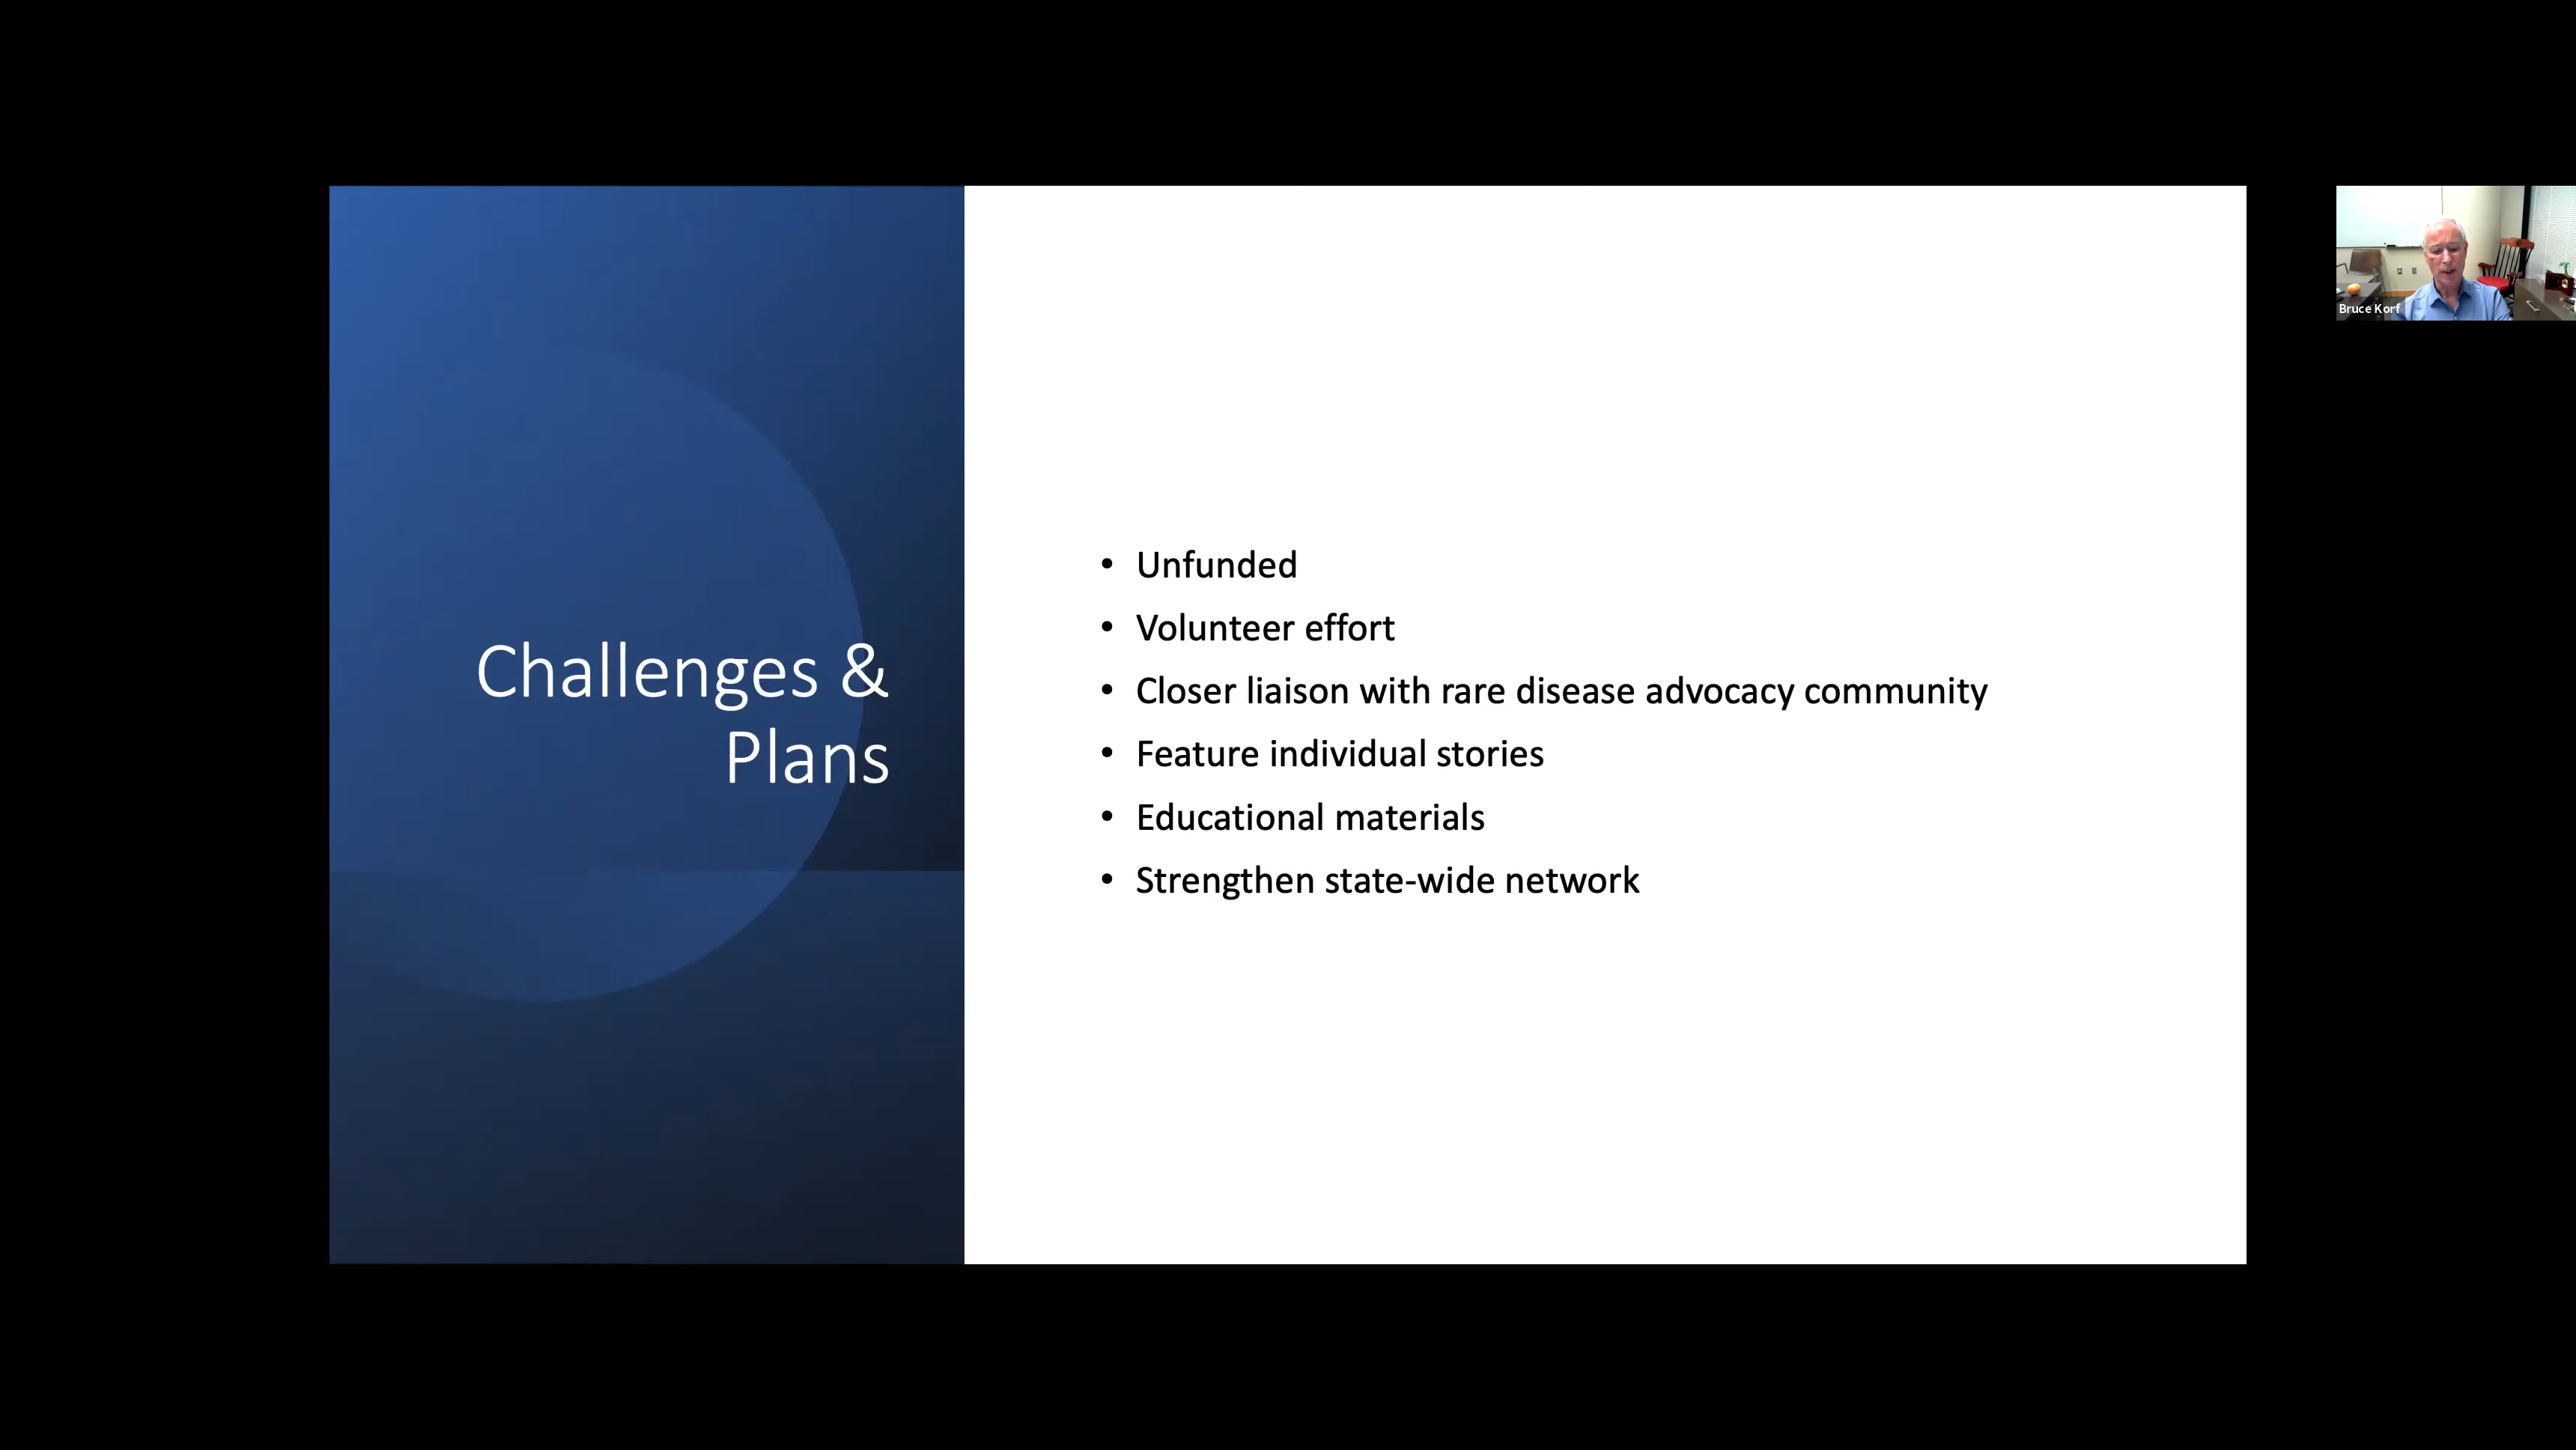 Challenges &
Plans
• Unfunded
• Volunteer effort
• Closer liaison with rare disease advocacy community
• Feature individual stories
• Educational materials
• Strengthen state-wide network
Bruce Korf